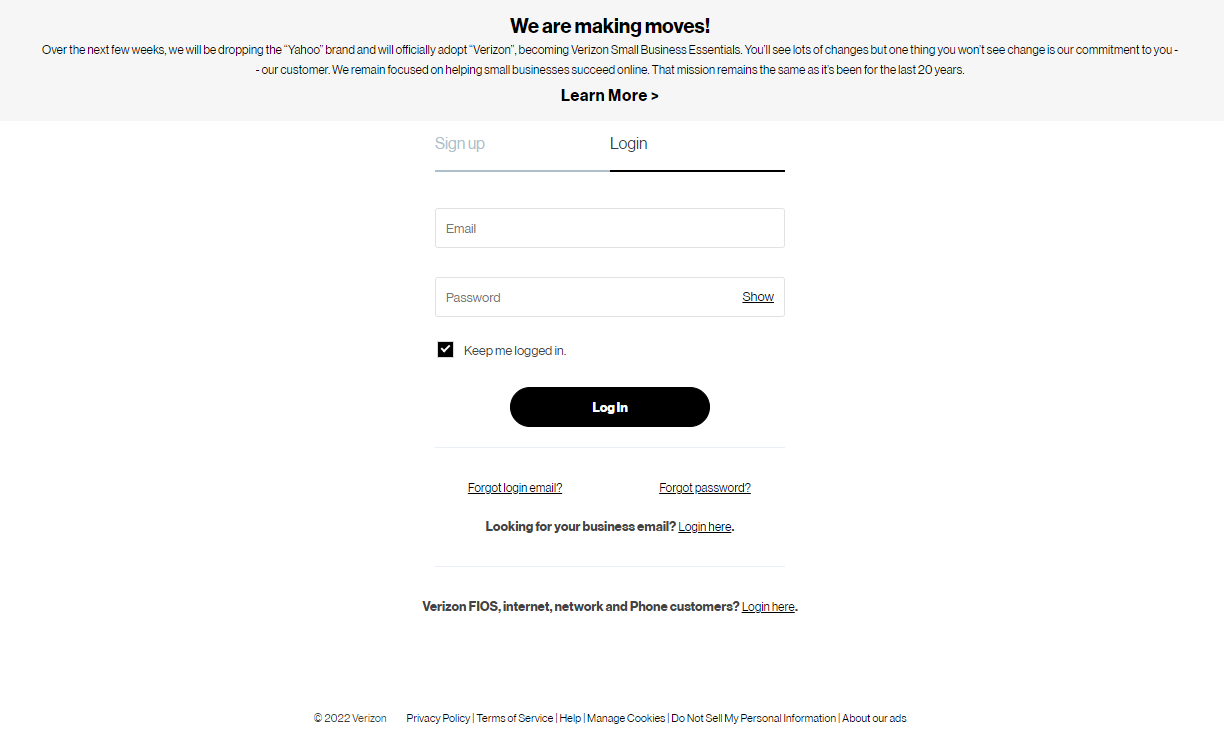 We are making moves!
Over the next few weeks, we will be dropping the “Yahoo” brand and will officially adopt “Verizon”, becoming Verizon Small Business Essentials. You’ll see lots of changes but one thing you won’t see change is our commitment to you -
- our customer. We remain focused on helping small businesses succeed online. That mission remains the same as it’s been for the last 20 years.
Learn More >
Sign up Login
Email
Password Show
Keep me logged in.
Log In
Forgot login email? Forgot password?
Looking for your business email? Login here.
Verizon FIOS, internet, network and Phone customers? Login here.
© 2022 Verizon Privacy Policy | Terms of Service | Help | Manage Cookies | Do Not Sell My Personal Information | About our ads